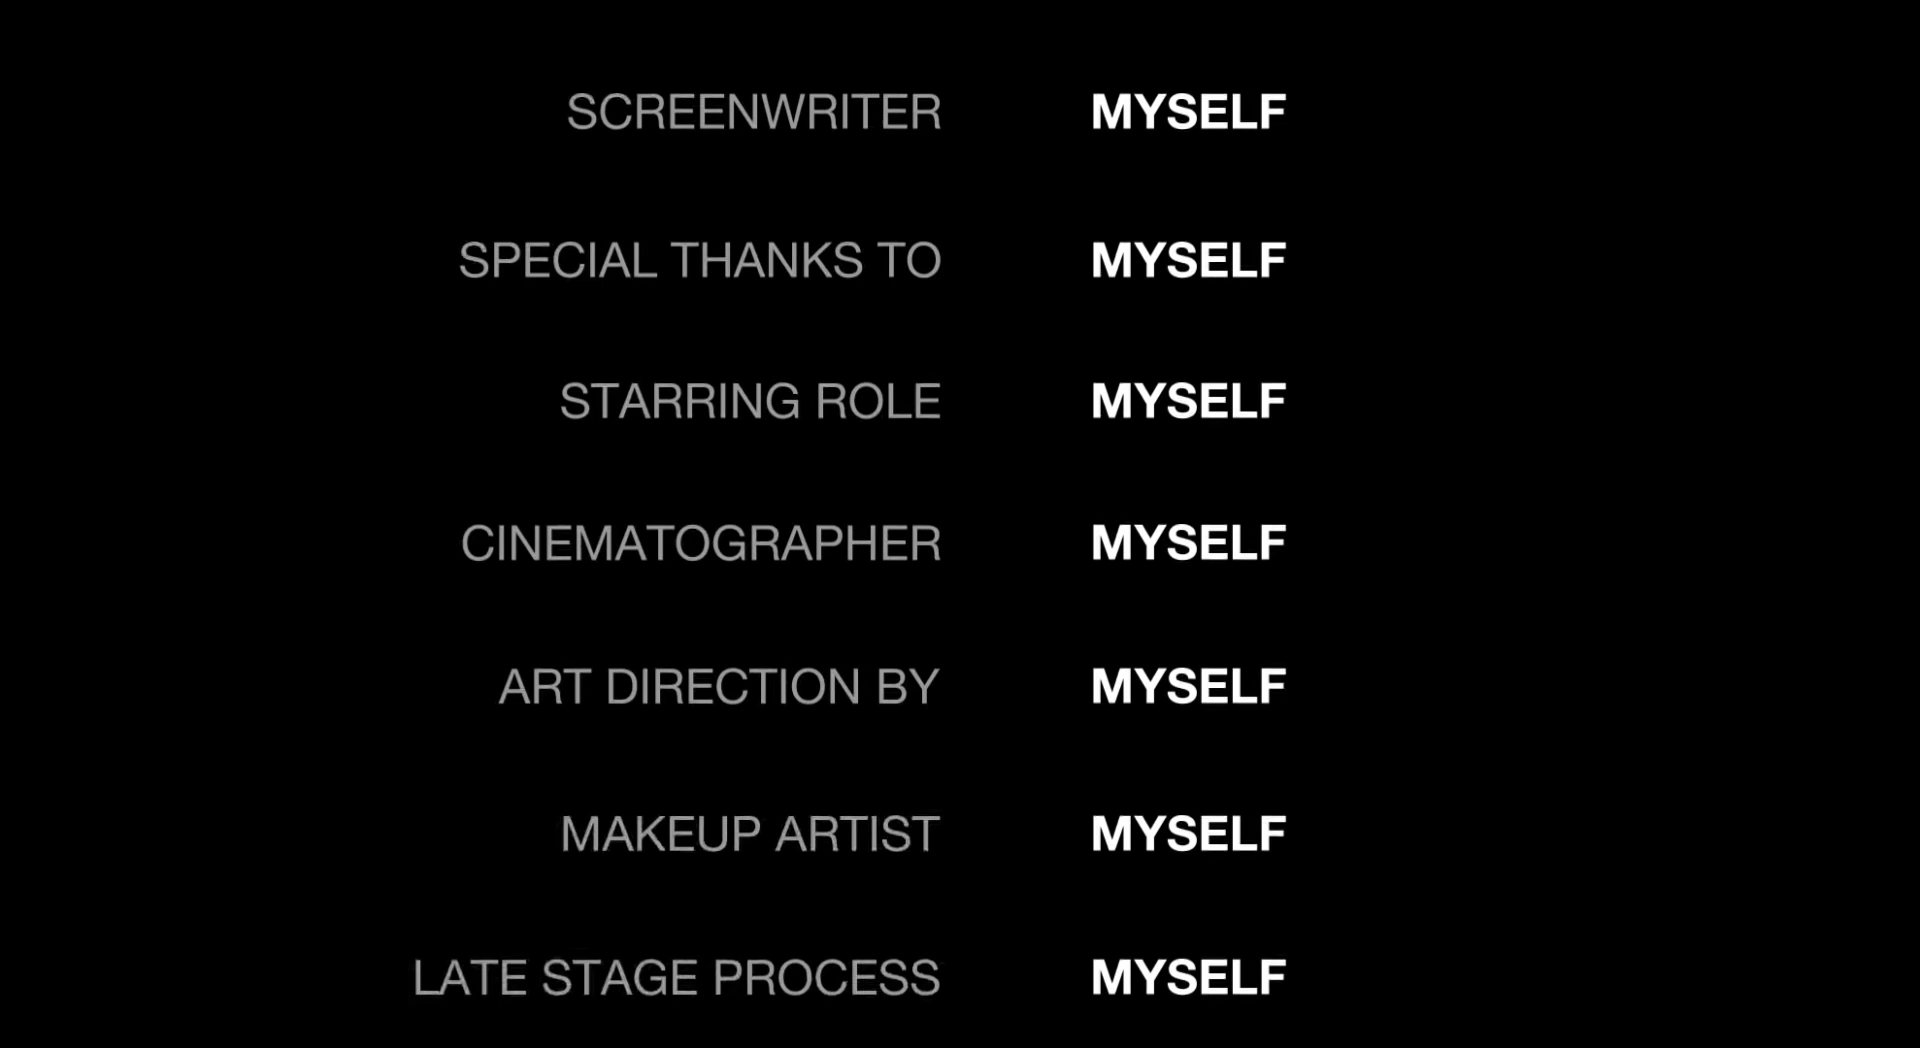 SCREENWRITER MYSELF
SPECIAL THANKS TO MYSELF
STARRING ROLE MYSELF
CINEMATOGRAPHER MYSELF
ART DIRECTION BY MYSELF
MAKEUP ARTIST MYSELF
LATE STAGE PROCESS MYSELF